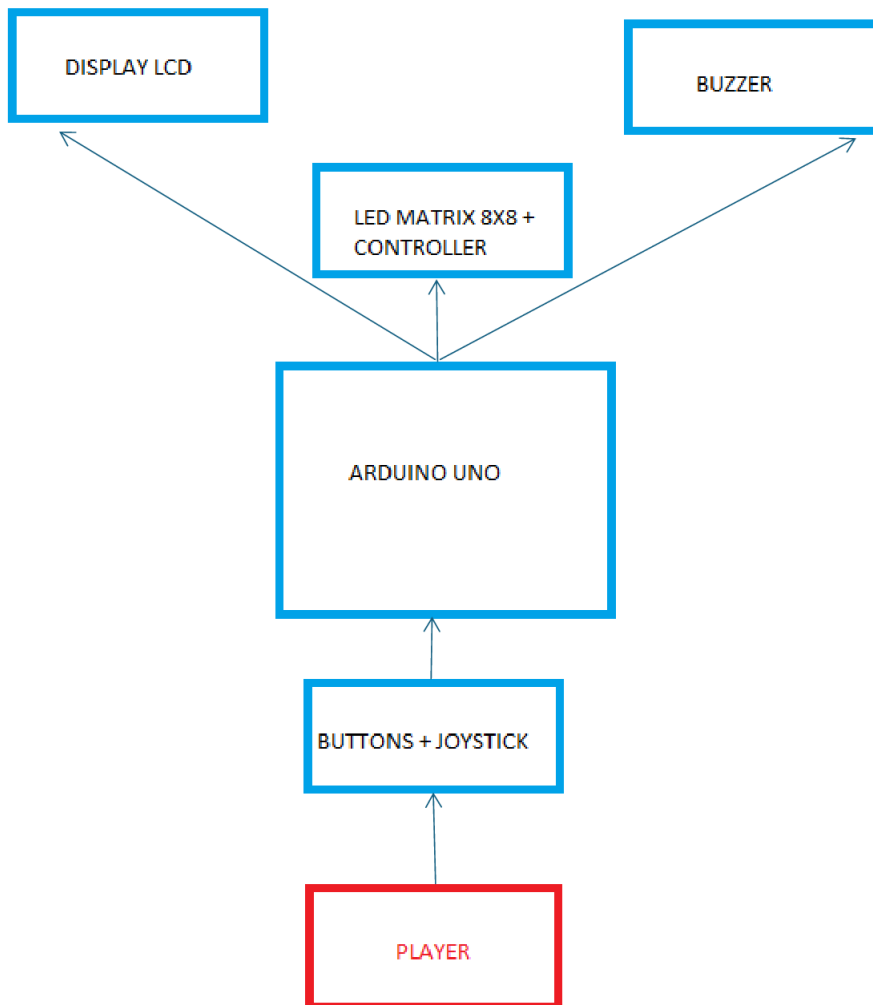 DISPLAY LCD
BUZZER
LED MATRIX 8X8 +
CONTROLLER
ARDUINO UNO
BUTTONS + JOYSTICK
PLAYER